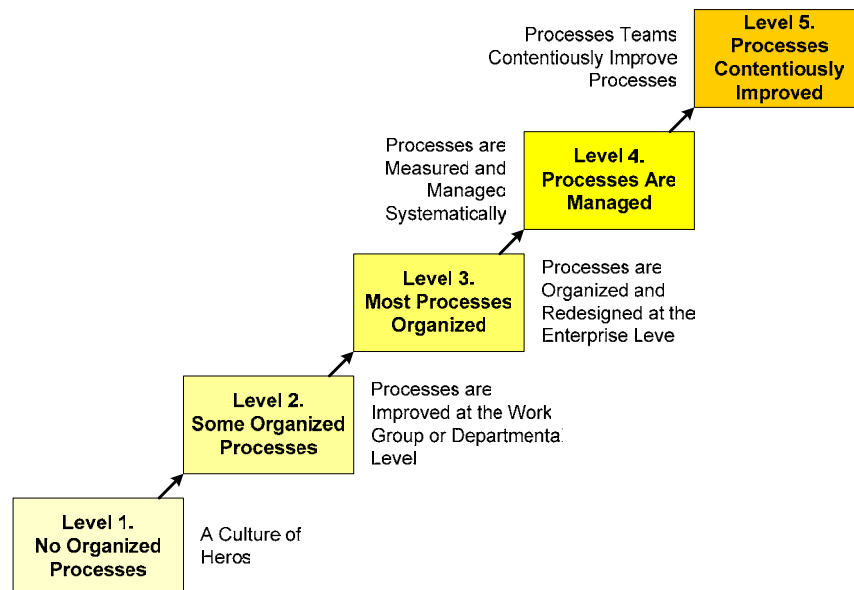 Processes Teams
Contentiously Improve
Processes
Level 5.
Processes
Contentiously
Improved
Processes are
Measured and
Managed
Systematically
Level 4.
Processes Are
Managed
Level 3.
Most Processes
Organized
Processes are
Organized and
Redesigned at the
Enterprise Leve
Level 2.
Some Organized
Processes
Processes are
Improved at the Work
Group or Departmenta
Level
Level 1.
No Organized
Processes
A Culture of
Heros